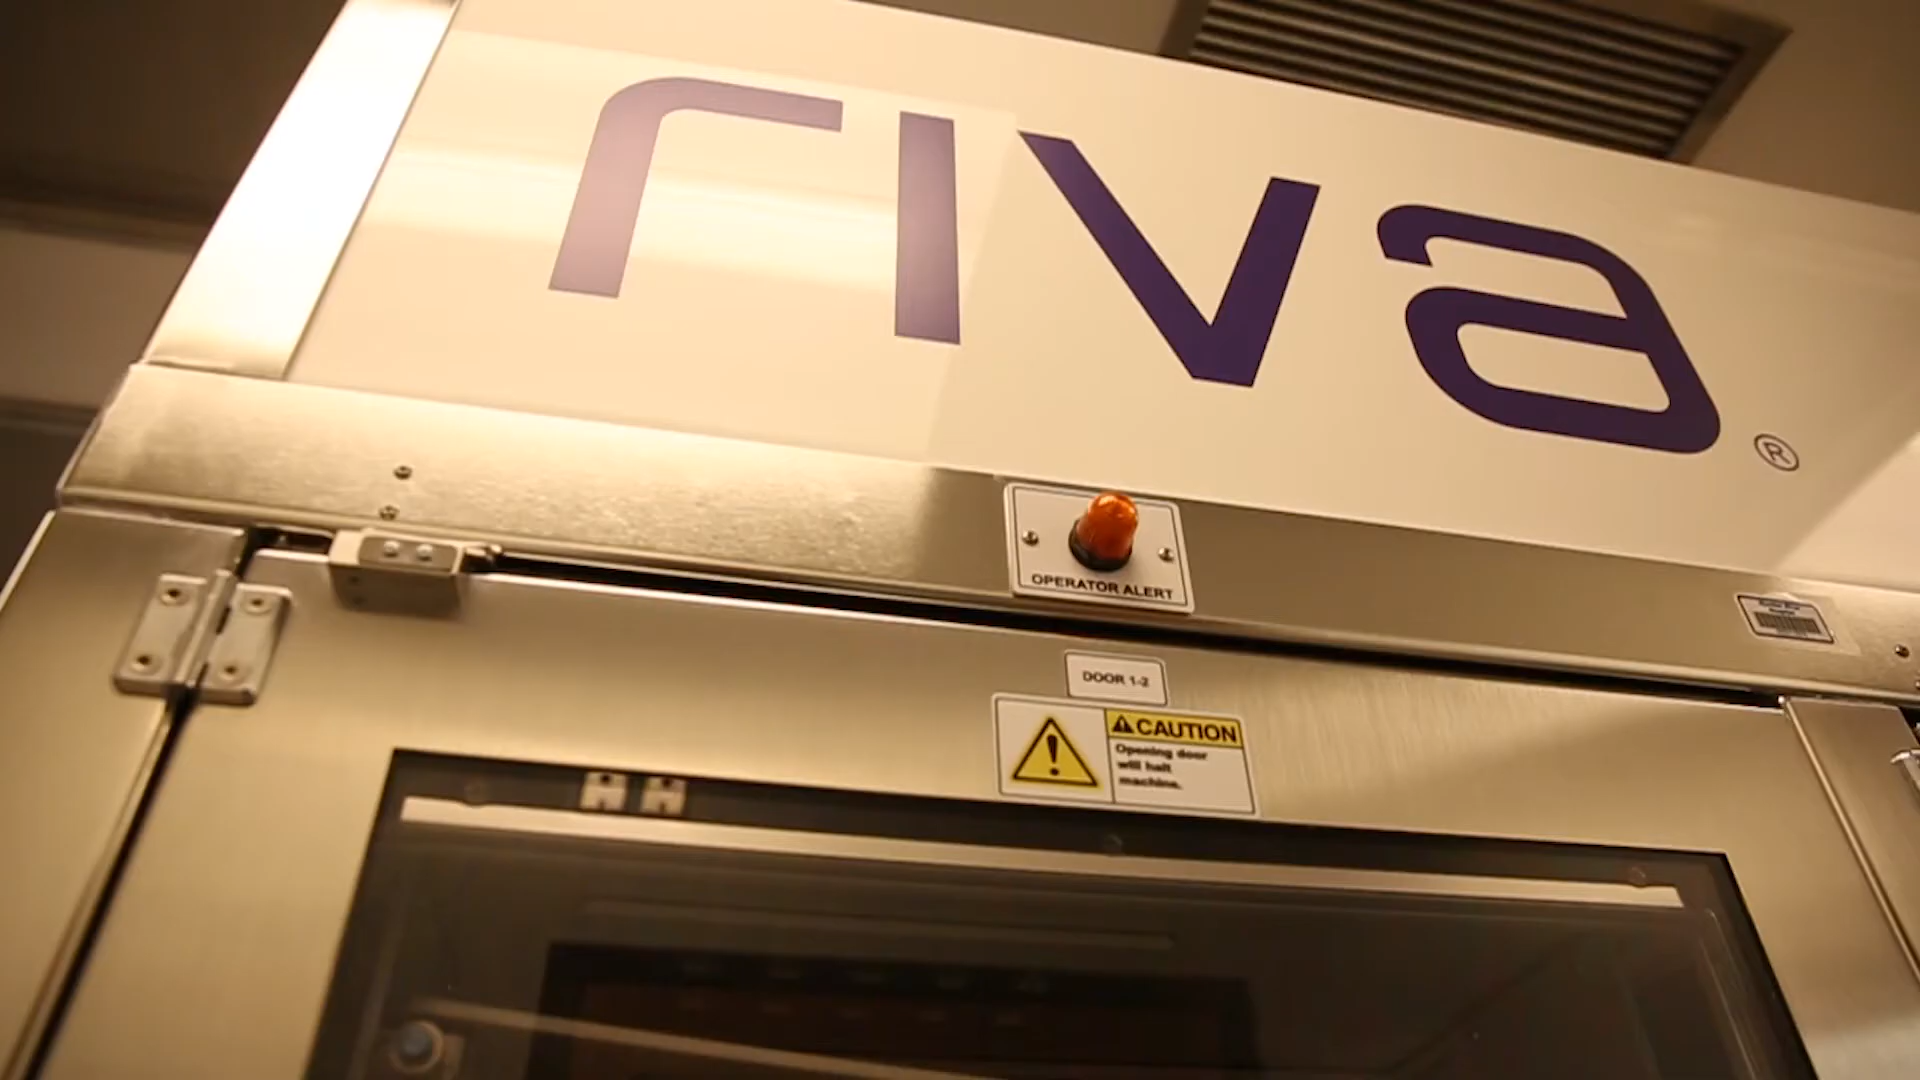 riva®
OPERATOR ALERT
DOOR 1-2
CAUTION
Opening door
will halt
machine.